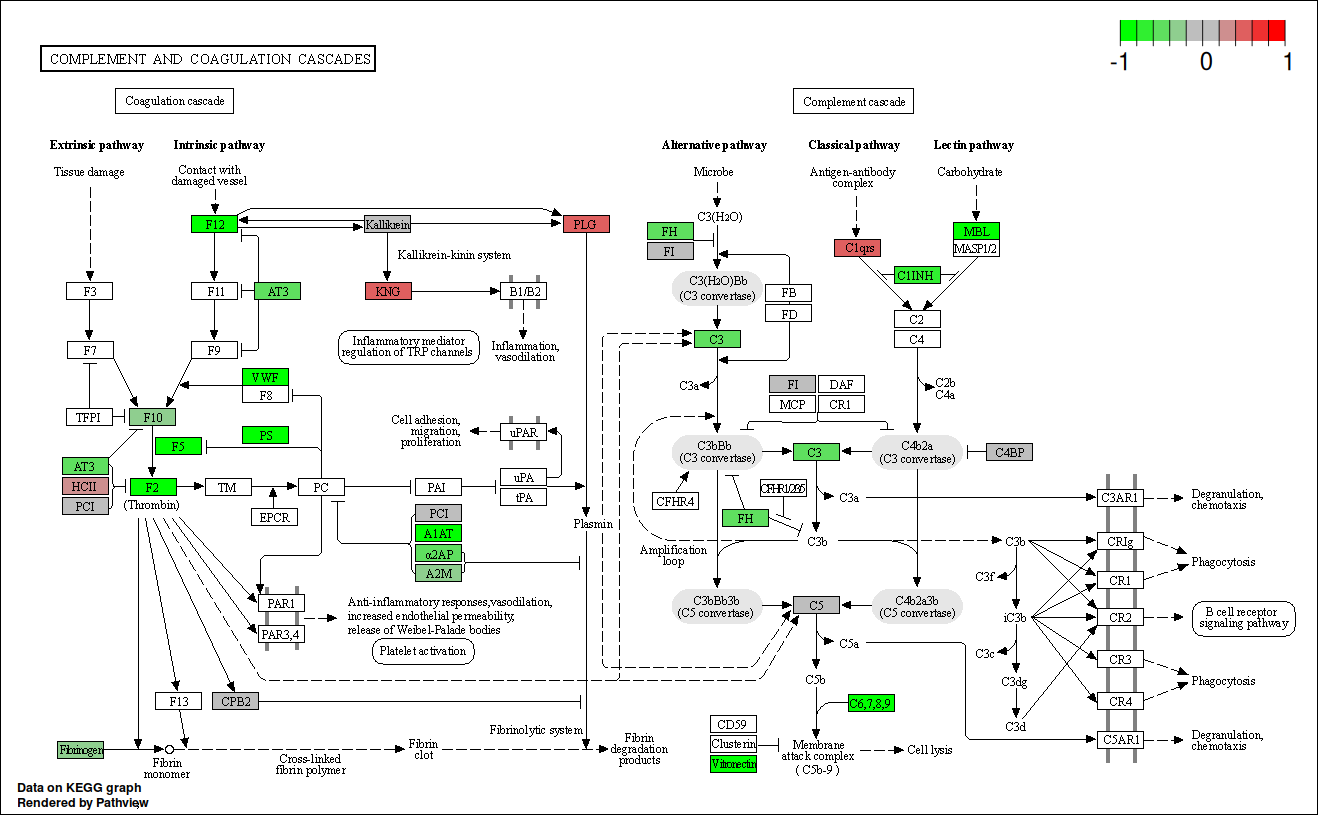 -1 0 1
COMPLEMENT AND COAGULATION CASCADES
Coagulation cascade
Complement cascade
Extrinsic pathway
Intrinsic pathway
Alternative pathway
Classical pathway
Lectin pathway
Tissue damage
Contact with
damaged vessel
Microbe
Antigen-antibody
complex
Carbohydrate
F12
Kallikrein
PLG
C3(H2O)
FH
FI
C1qrs
MBL
MASP1/2
Kallikrein-kinin system
C1INH
F3
F11
AT3
KNG
B1/B2
C3(H2O)Bb
(C3 convertase)
FB
FD
C2
C4
F7
F9
Inflammatory mediator
regulation of TRP channels
Inflammation,
vasodilation
C3
VWF
F8
C3a
FI
DAF
MCP
CR1
C2b
C4a
TFPI
F10
Cell adhesion,
migration,
proliferation
uPAR
PS
F5
C3bBb
(C3 convertase)
C3
C4b2a
(C3 convertase)
C4BP
AT3
HCII
PCI
F2
(Thrombin)
TM
PC
PAI
uPA
tPA
CFHR4
C3a
C3AR1
Degranulation,
chemotaxis
EPCR
PCI
A1AT
α2AP
A2M
Plasmin
FH
Amplification
loop
C3b
C3b
CRIg
Phagocytosis
C3f
CR1
PAR1
PAR3,4
Anti-inflammatory responses,vasodilation,
increased endothelial permeability,
release of Weibel-Palade bodies
Platelet activation
C3bBb3b
(C5 convertase)
C5
C4b2a3b
(C5 convertase)
iC3b
CR2
B cell receptor
signaling pathway
C5a
C3c
CR3
C5b
C3dg
Phagocytosis
F13
CPB2
C6,7,8,9
C3d
CR4
Fibrinolytic system
CD59
Clusterin
Vitronectin
Membrane
attack complex
( C5b-9 )
Cell lysis
C5AR1
Degranulation,
chemotaxis
Fibrinogen
Fibrin
monomer
Cross-linked
fibrin polymer
Fibrin
clot
Fibrin
degradation
products
Data on KEGG graph
Rendered by Pathview